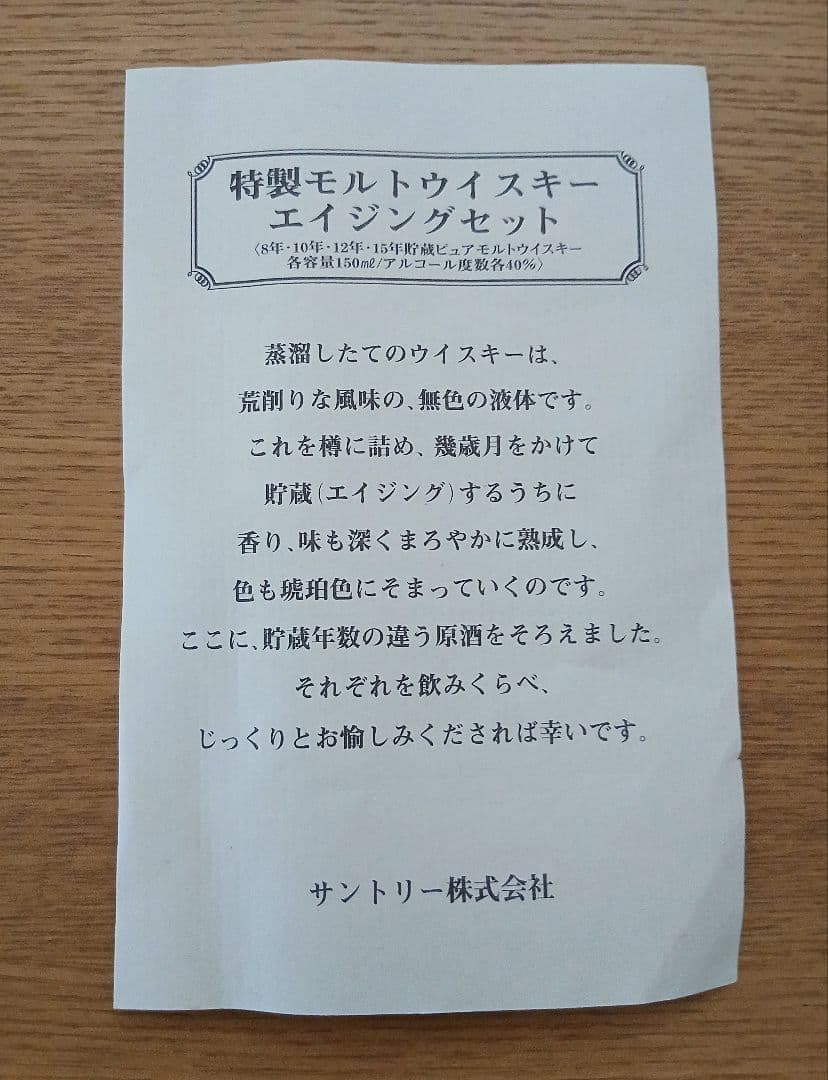 特製モルトウイスキー
エイジングセット
〈8年・10年・12年・15年貯蔵ピュアモルトウイスキー
各容量150㎖/アルコール度数各40%〉
蒸溜したてのウイスキーは、
荒削りな風味の、無色の液体です。
これを樽に詰め、幾歳月をかけて
貯蔵(エイジング)するうちに
香り、味も深くまろやかに熟成し、
色も琥珀色にそまっていくのです。
ここに、貯蔵年数の違う原酒をそろえました。
それぞれを飲みくらべ、
じっくりとお愉しみくだされば幸いです。
サントリー株式会社